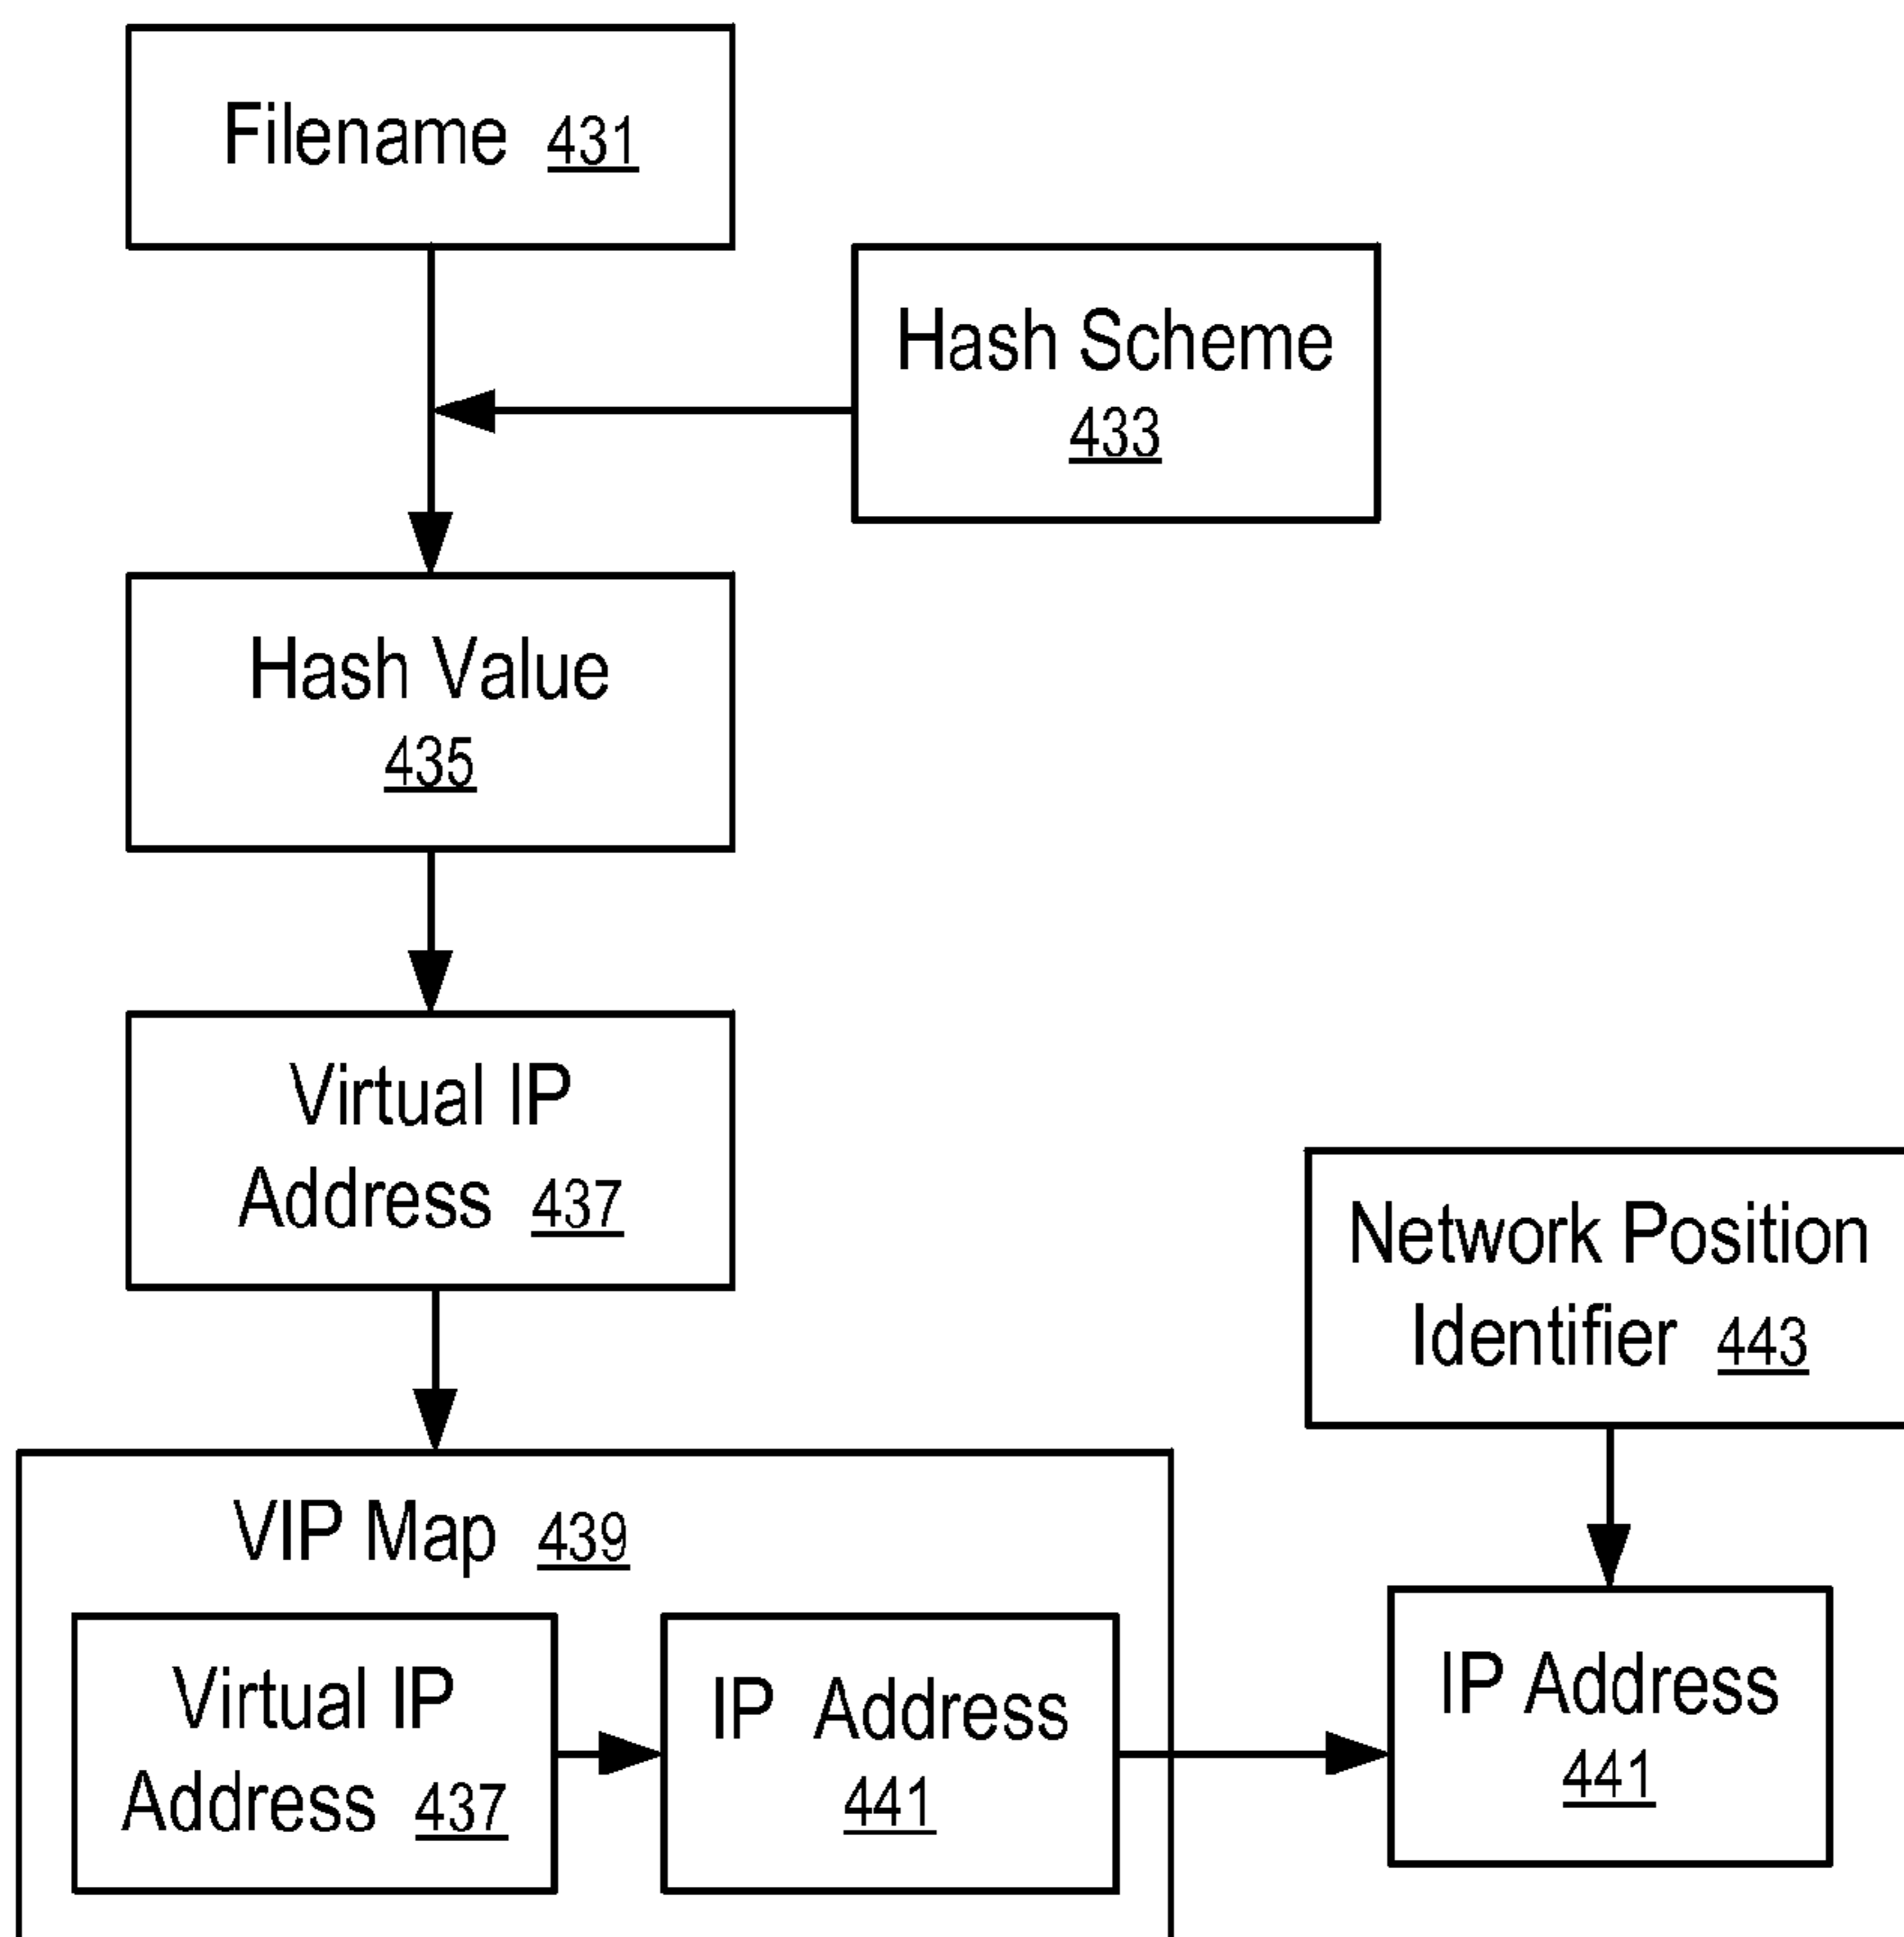 Filename 431
Hash Scheme
433
Hash Value
435
Virtual IP
Address 437
Network Position
Identifier 443
VIP Map 439
Virtual IP
Address 437
IP Address
441
IP Address
441